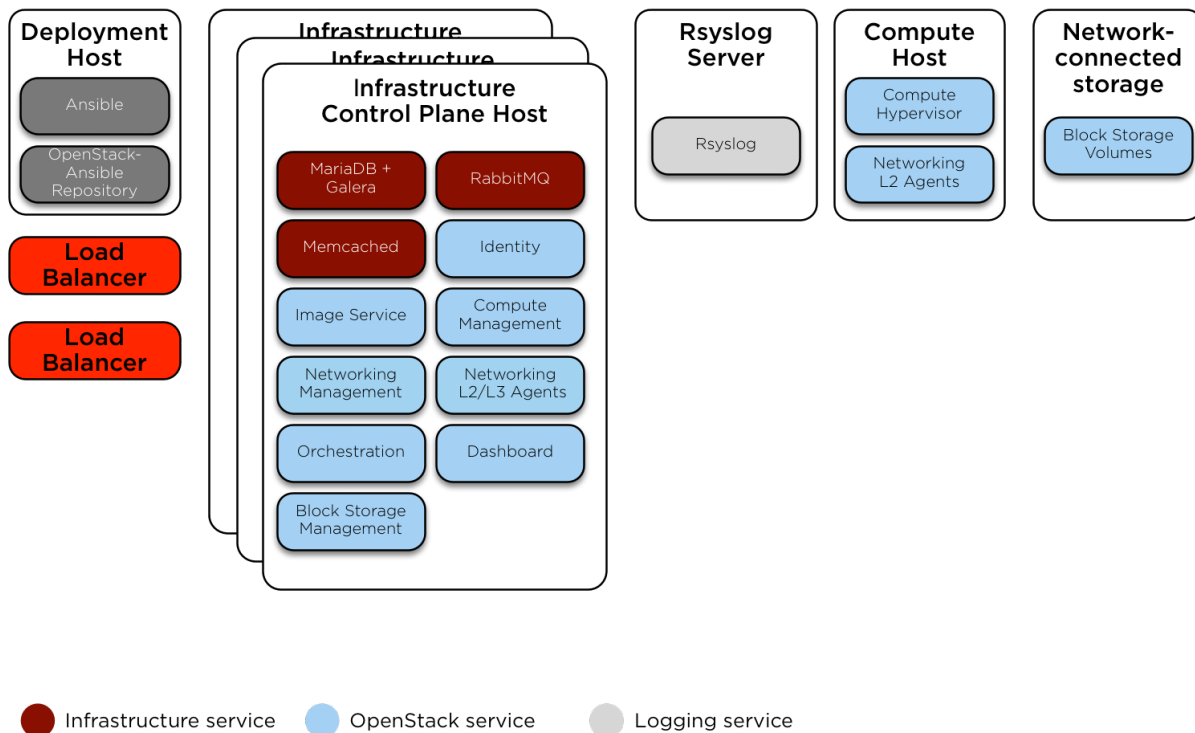 Deployment
Host
Ansible
OpenStack-
Ansible
Repository
Load
Balancer
Load
Balancer
Infrastructure
Infrastructure
Infrastructure
Control Plane Host
MariaDB +
Galera
RabbitMQ
Memcached
Identity
Image Service
Compute
Management
Networking
Management
Networking
L2/L3 Agents
Orchestration
Dashboard
Block Storage
Management
Rsyslog
Server
Rsyslog
Compute
Host
Compute
Hypervisor
Networking
L2 Agents
Network-
connected
storage
Block Storage
Volumes
Infrastructure service
OpenStack service
Logging service